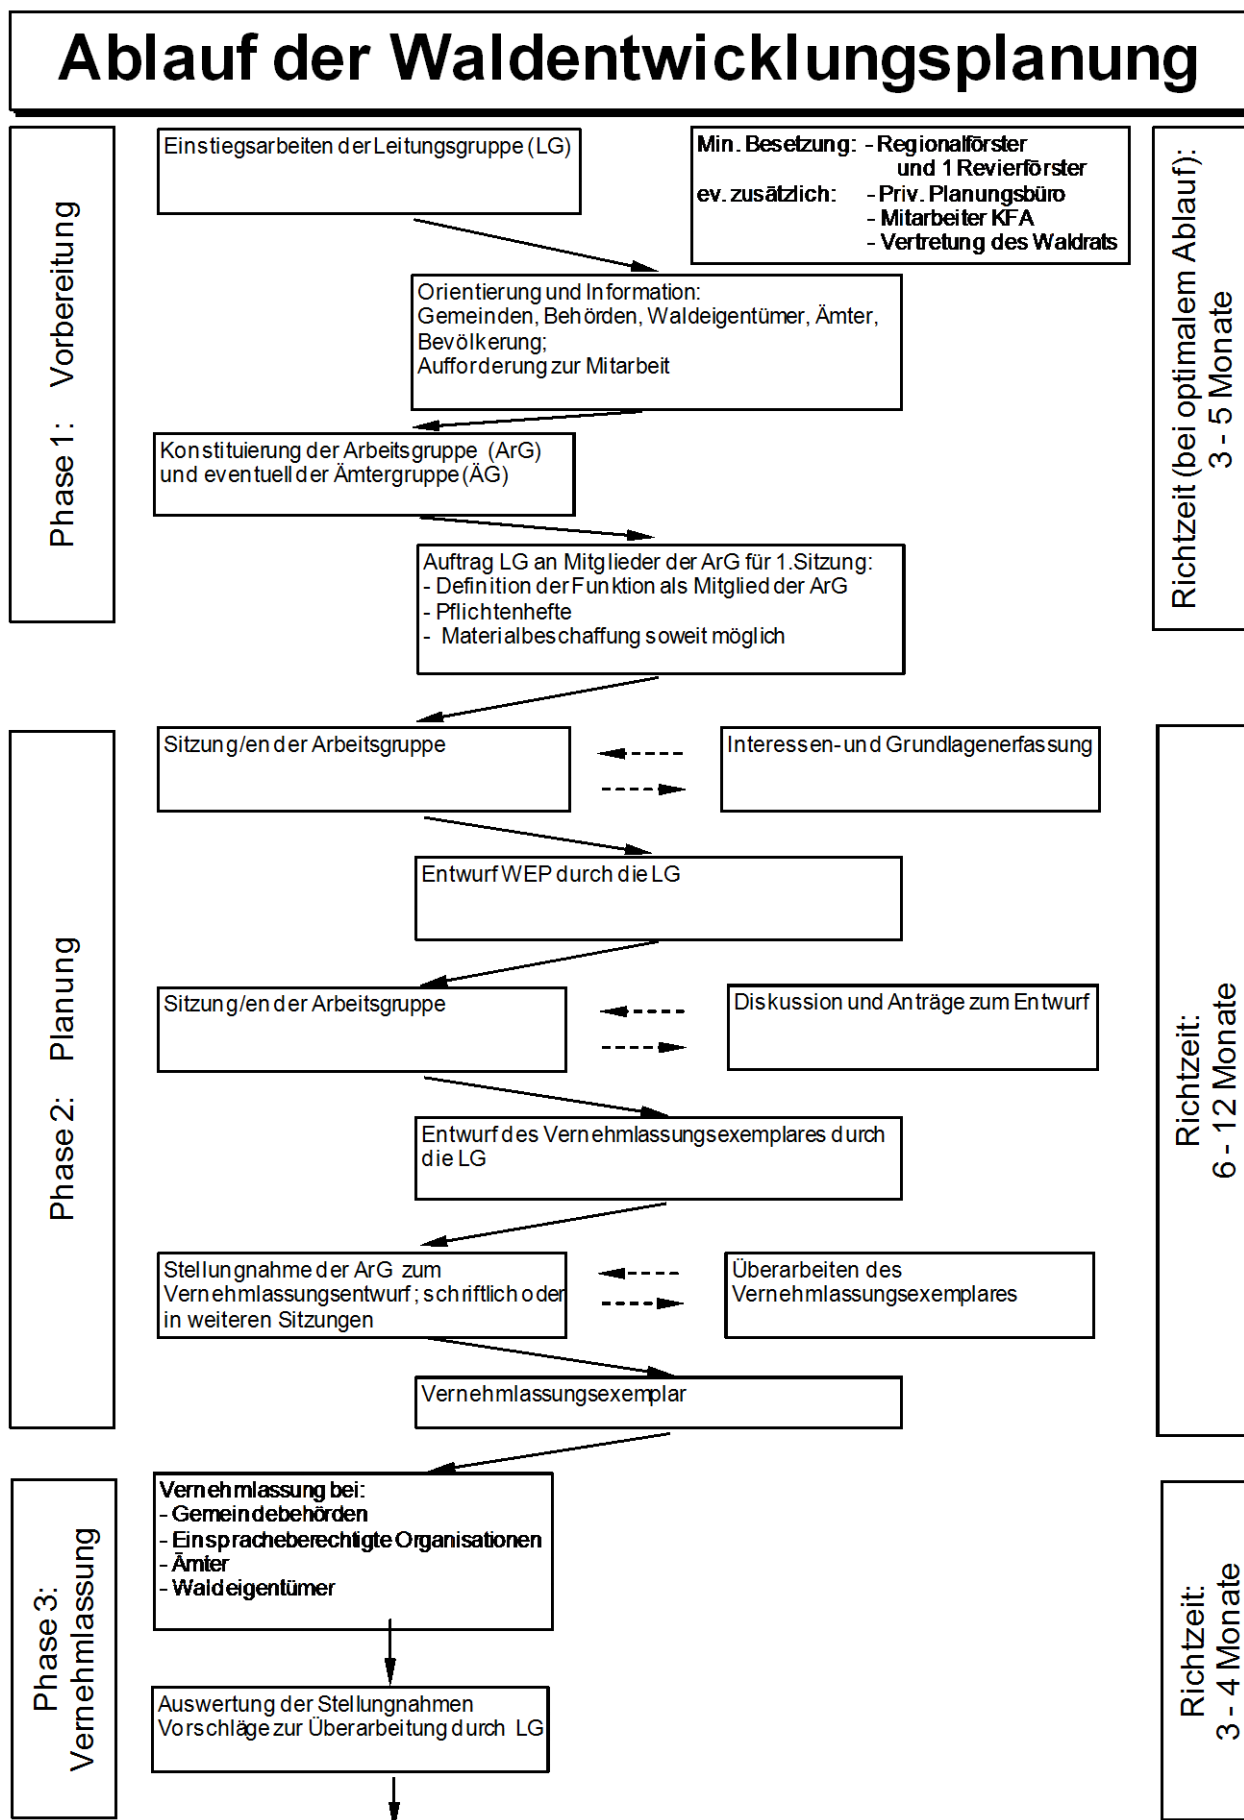 Ablauf der Waldentwicklungsplanung
Phase 1: Vorbereitung
Einstiegsarbeiten der Leitungsgruppe (LG)
Min. Besetzung: - Regionalförster
und 1 Revierförster
ev. zusätzlich: - Priv. Planungsbüro
- Mitarbeiter KFA
- Vertretung des Waldrats
Richtzeit (bei optimalem Ablauf):
3 - 5 Monate
Orientierung und Information:
Gemeinden, Behörden, Waldeigentümer, Ämter,
Bevölkerung;
Aufforderung zur Mitarbeit
Konstituierung der Arbeitsgruppe (ArG)
und eventuell der Ämtergruppe (ÄG)
Auftrag LG an Mitglieder der ArG für 1.Sitzung:
- Definition der Funktion als Mitglied der ArG
- Pflichtenhefte
- Materialbeschaffung soweit möglich
Phase 2: Planung
Sitzung/en der Arbeitsgruppe
Interessen- und Grundlagenerfassung
Richtzeit:
6 - 12 Monate
Entwurf WEP durch die LG
Sitzung/en der Arbeitsgruppe
Diskussion und Anträge zum Entwurf
Entwurf des Vernehmlassungsexemplares durch
die LG
Stellungnahme der ArG zum
Vernehmlassungsentwurf; schriftlich oder
in weiteren Sitzungen
Überarbeiten des
Vernehmlassungsexemplares
Vernehmlassungsexemplar
Phase 3:
Vernehmlassung
Vernehmlassung bei:
- Gemeindebehörden
- Einspracheberechtigte Organisationen
- Ämter
- Waldeigentümer
Richtzeit:
3 - 4 Monate
Auswertung der Stellungnahmen
Vorschläge zur Überarbeitung durch LG